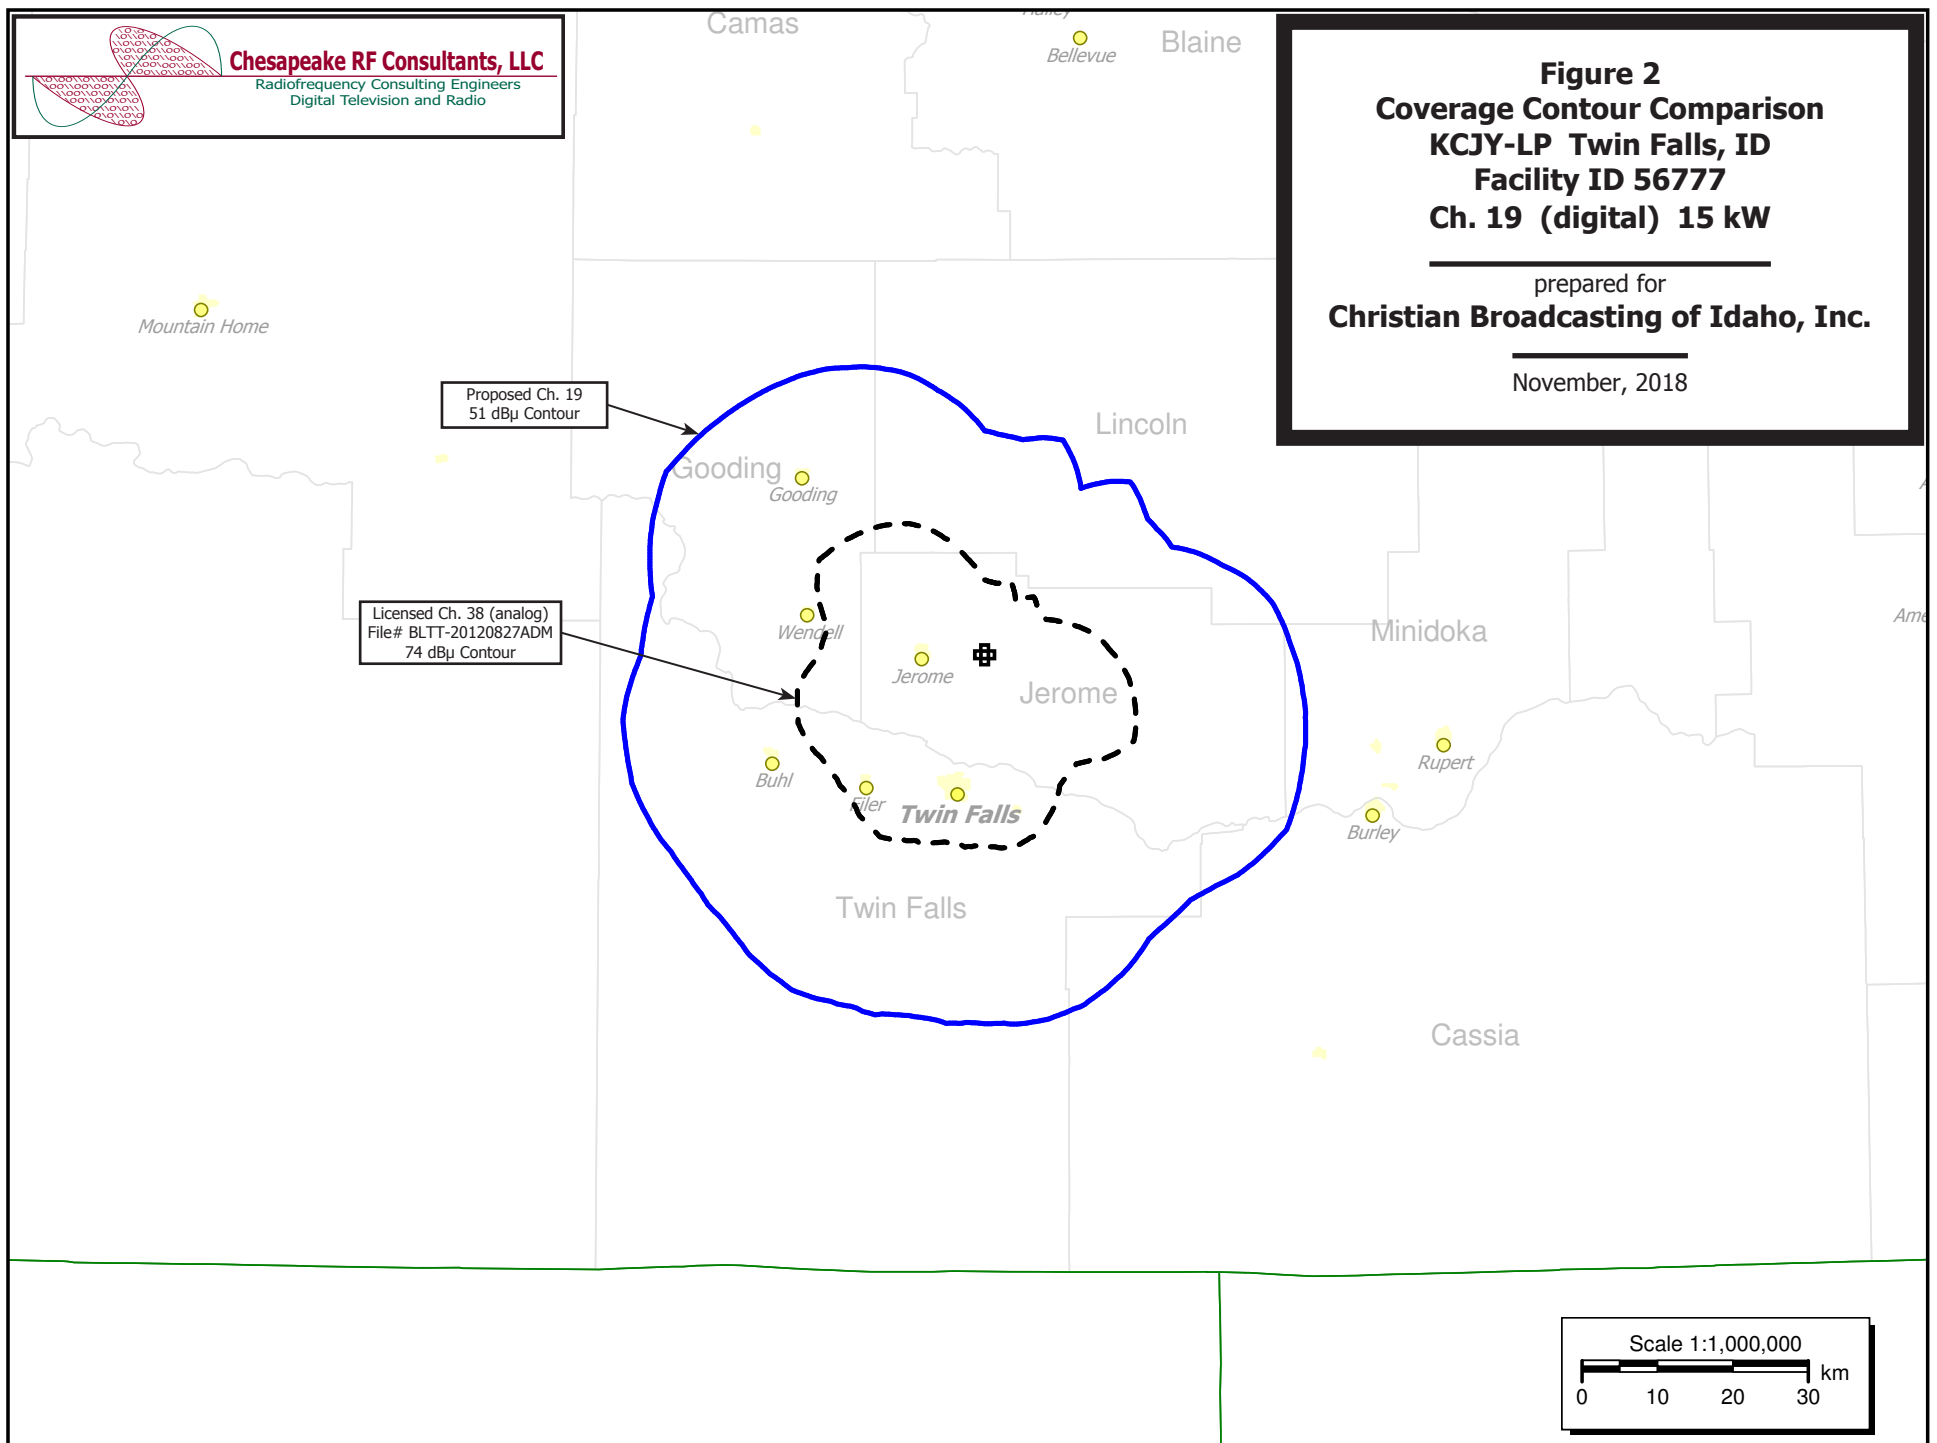 Chesapeake RF Consultants, LLC
Radiofrequency Consulting Engineers
Digital Television and Radio
Figure 2
Coverage Contour Comparison
KCJY-LP Twin Falls, ID
Facility ID 56777
Ch. 19 (digital) 15 kW
prepared for
Christian Broadcasting of Idaho, Inc.
November, 2018
Camas
Bellevue
Blaine
Mountain Home
Proposed Ch. 19
51 dBµ Contour
Lincoln
Gooding
Gooding
Licensed Ch. 38 (analog)
File# BLTT-20120827ADM
74 dBµ Contour
Wendell
Minidoka
Jerome
Jerome
Buhl
Filer
Twin Falls
Rupert
Burley
Twin Falls
Cassia
Scale 1:1,000,000
km
0 10 20 30